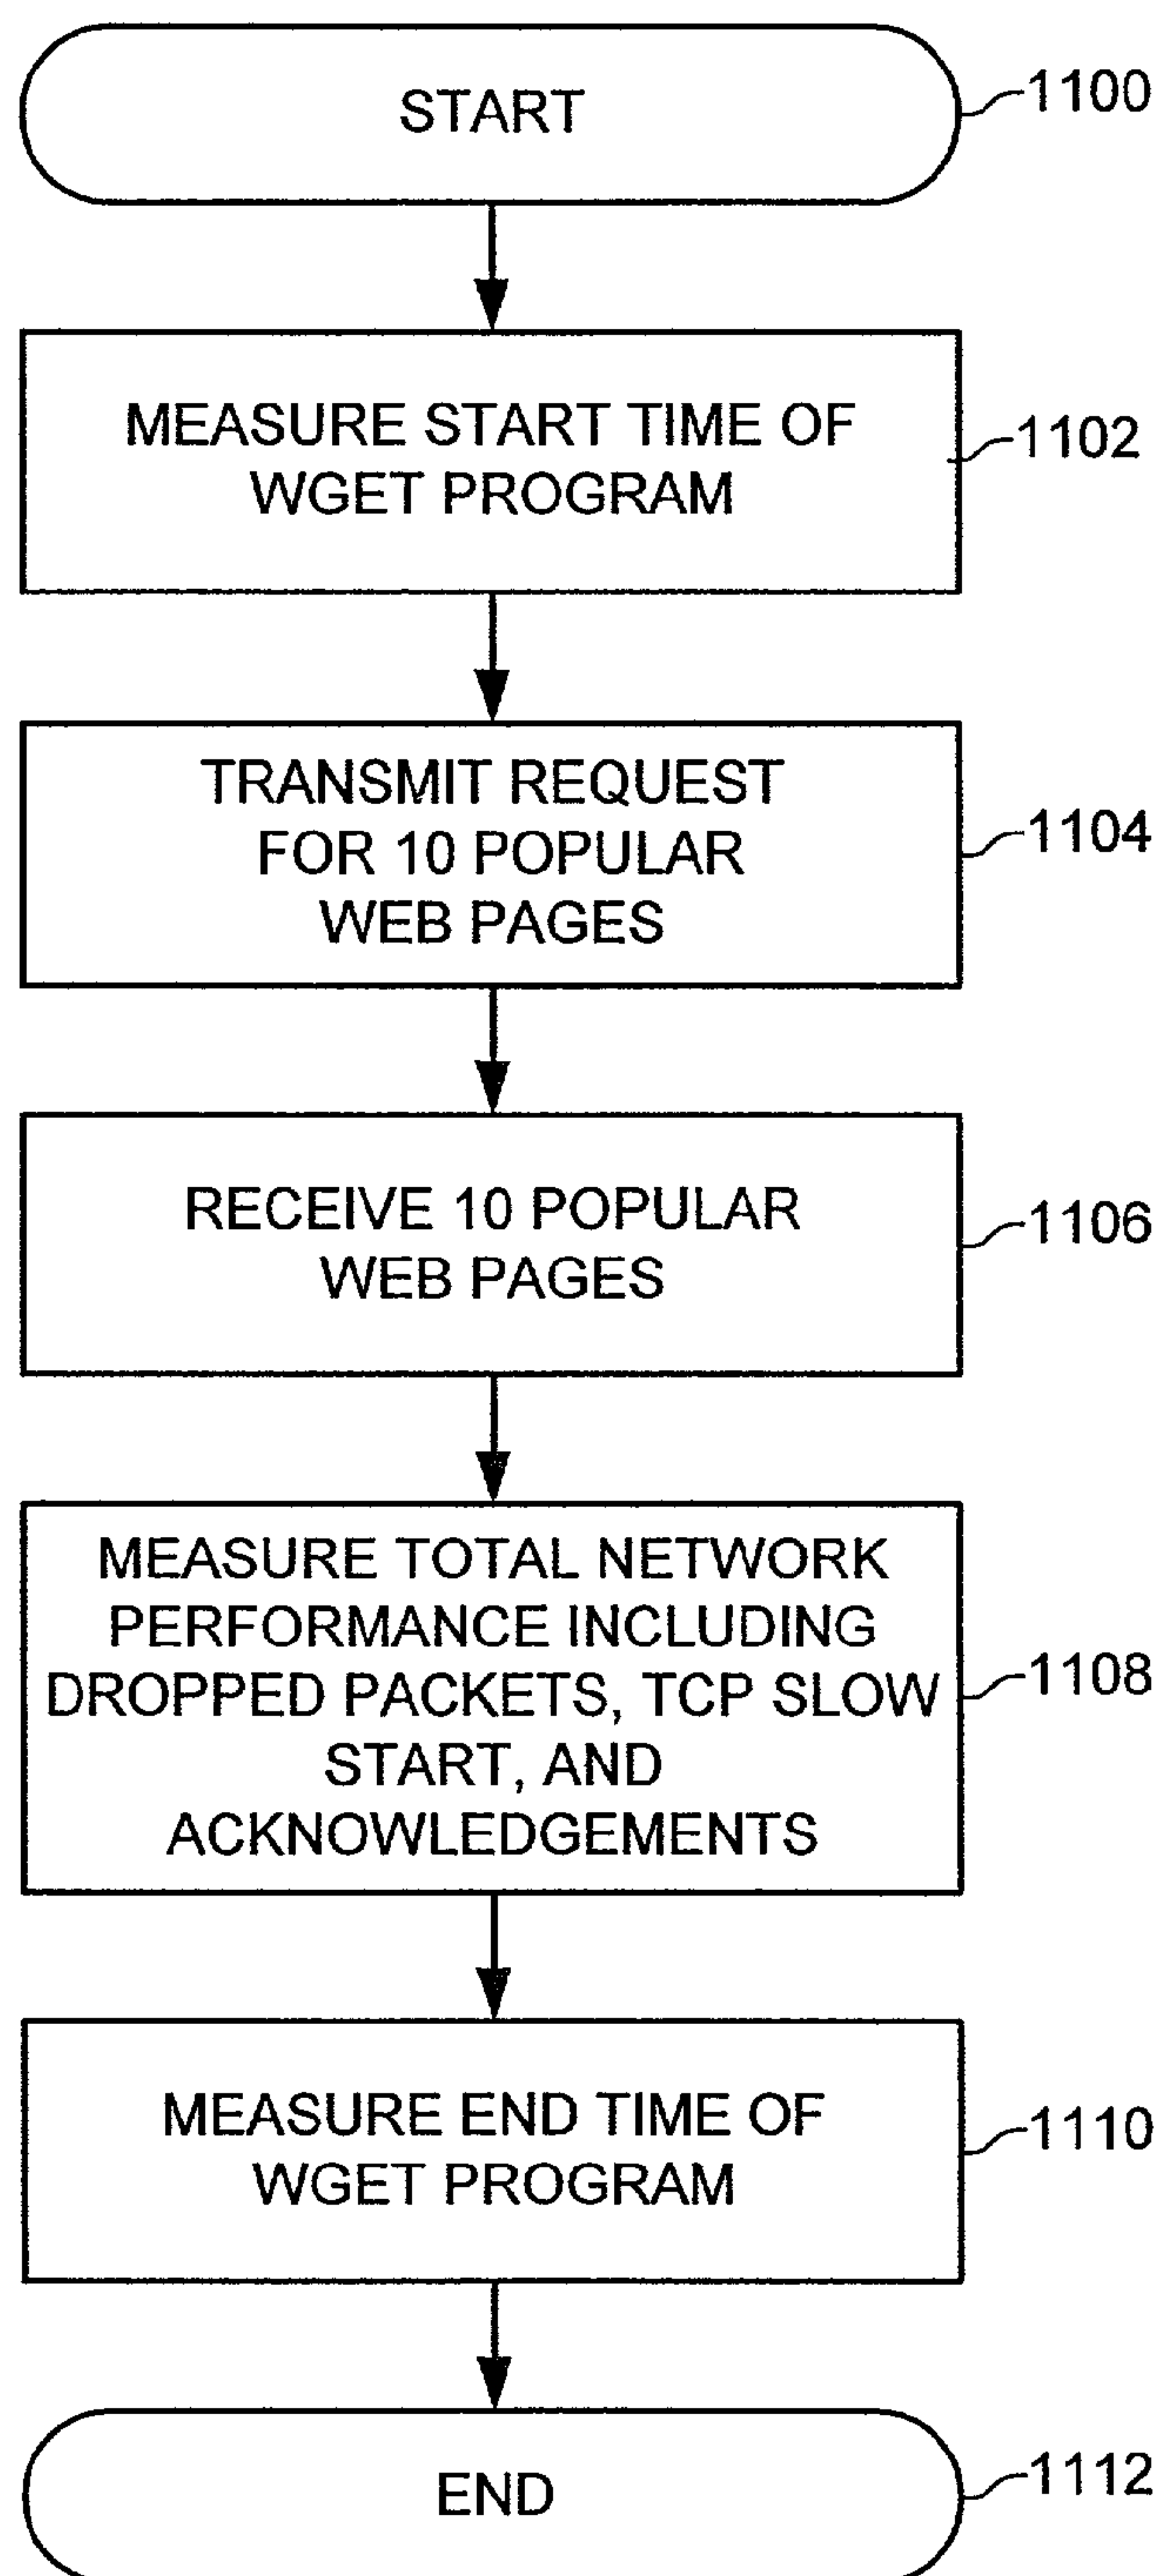 START
1100
MEASURE START TIME OF
WGET PROGRAM
1102
TRANSMIT REQUEST
FOR 10 POPULAR
WEB PAGES
1104
RECEIVE 10 POPULAR
WEB PAGES
1106
MEASURE TOTAL NETWORK
PERFORMANCE INCLUDING
DROPPED PACKETS, TCP SLOW
START, AND
ACKNOWLEDGEMENTS
1108
MEASURE END TIME OF
WGET PROGRAM
1110
END
1112